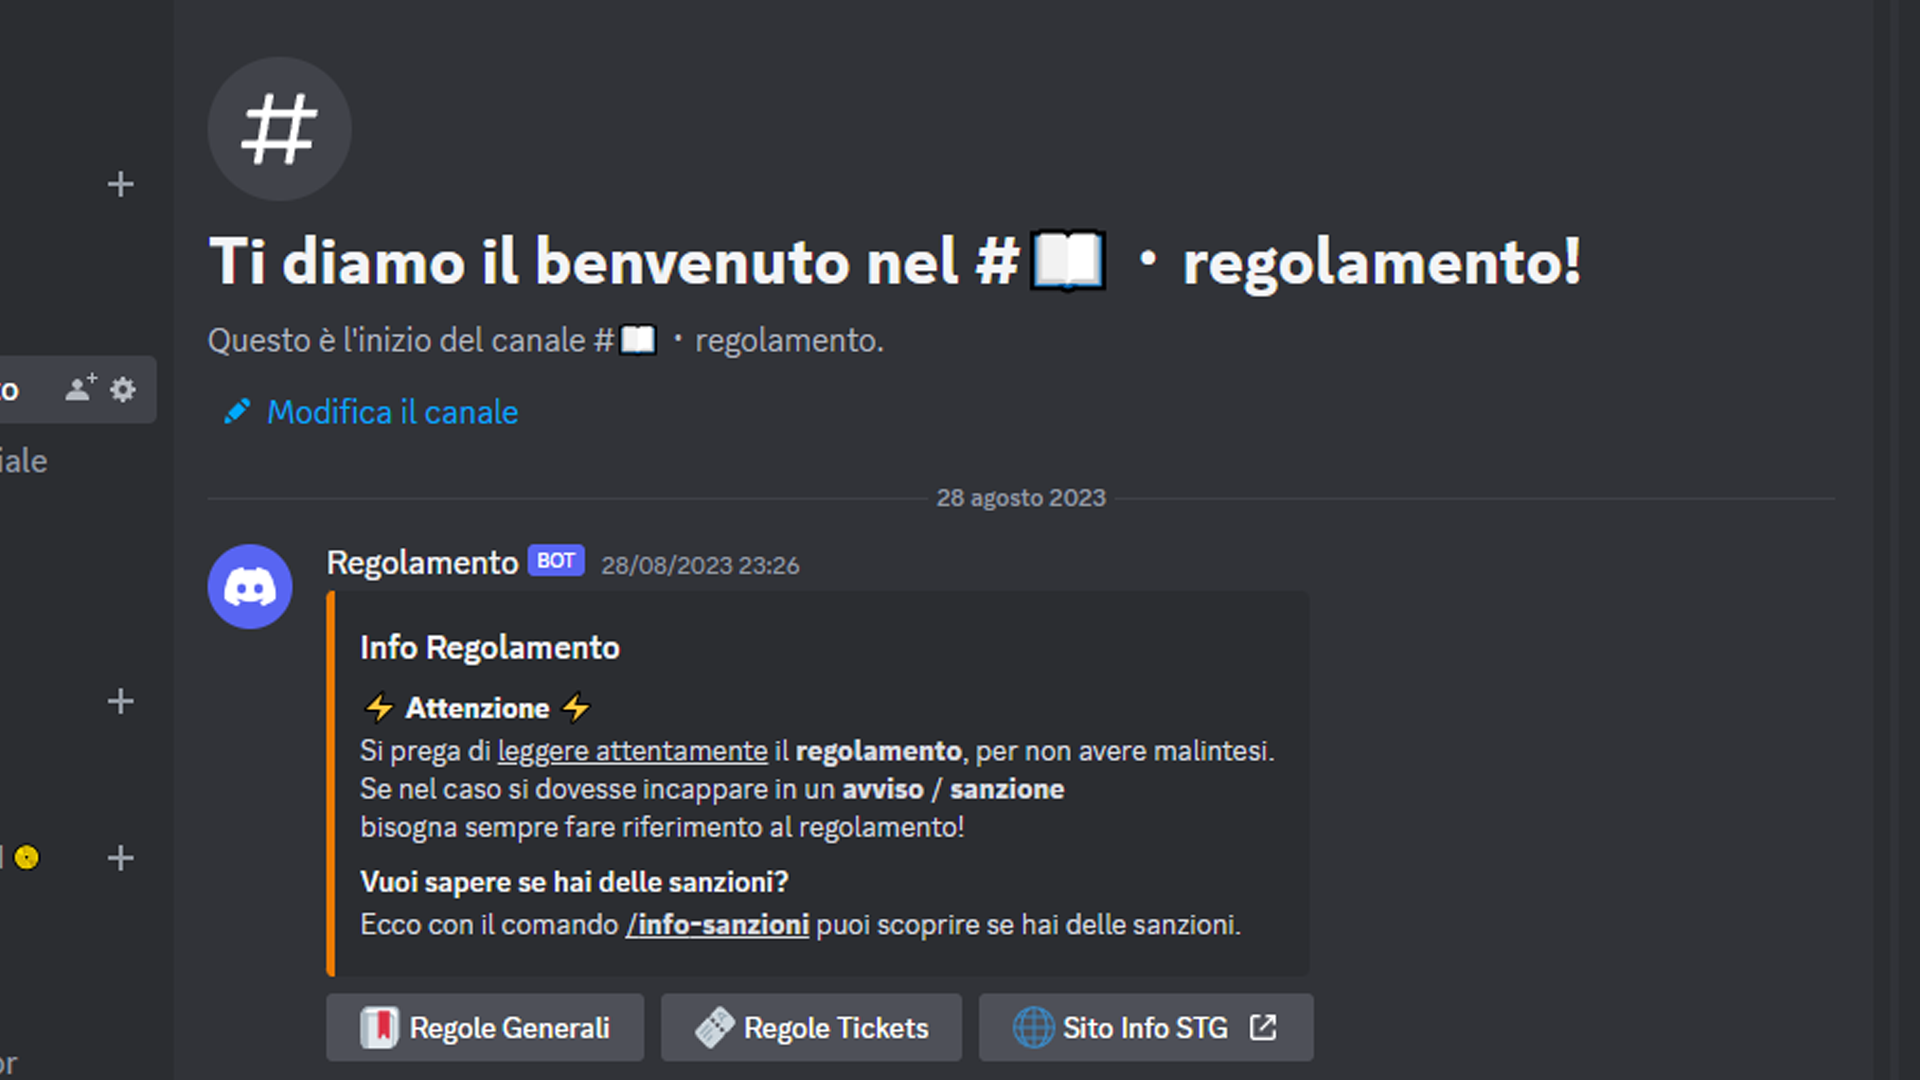 Ti diamo il benvenuto nel #📖・regolamento!
Questo è l'inizio del canale #📖・regolamento.
Modifica il canale
28 agosto 2023
Regolamento BOT 28/08/2023 23:26
Info Regolamento
⚡ Attenzione ⚡
Si prega di leggere attentamente il regolamento, per non avere malintesi.
Se nel caso si dovesse incappare in un avviso / sanzione
bisogna sempre fare riferimento al regolamento!
Vuoi sapere se hai delle sanzioni?
Ecco con il comando /info-sanzioni puoi scoprire se hai delle sanzioni.
Regole Generali
Regole Tickets
Sito Info STG